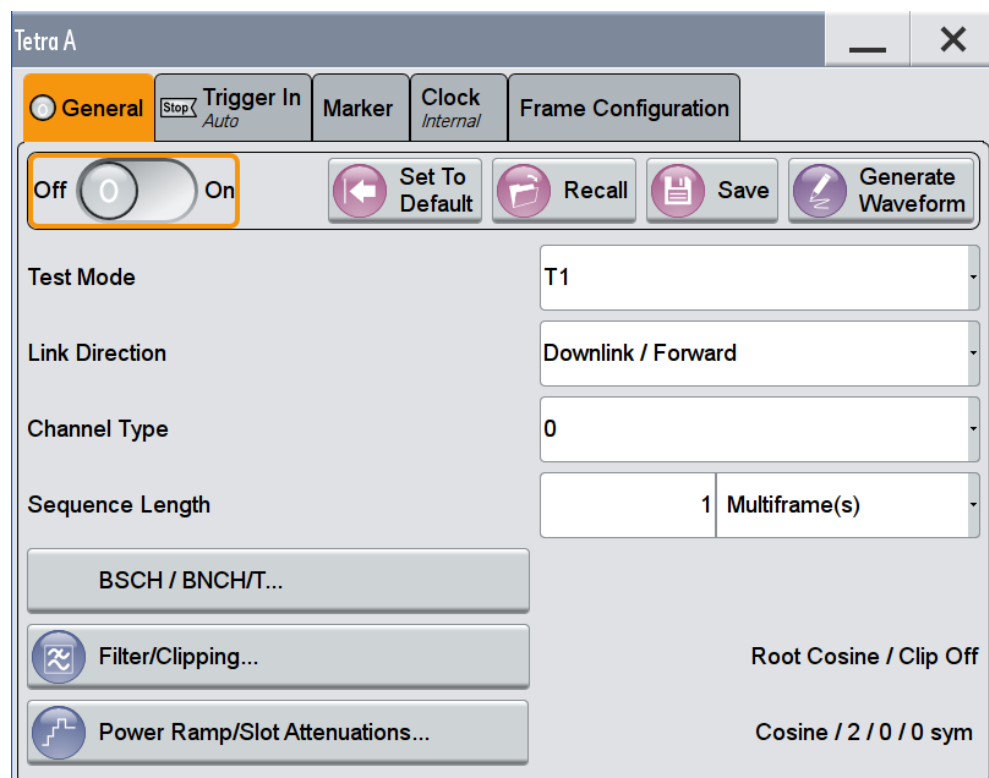 Tetra A
General
Stop
Trigger In
Auto
Marker
Clock
Internal
Frame Configuration
Off
0
On
Set To
Default
Recall
Save
Generate
Waveform
Test Mode
T1
Link Direction
Downlink / Forward
Channel Type
0
Sequence Length
1
Multiframe(s)
BSCH / BNCH/T...
Filter/Clipping...
Root Cosine / Clip Off
Power Ramp/Slot Attenuations...
Cosine / 2 / 0 / 0 sym